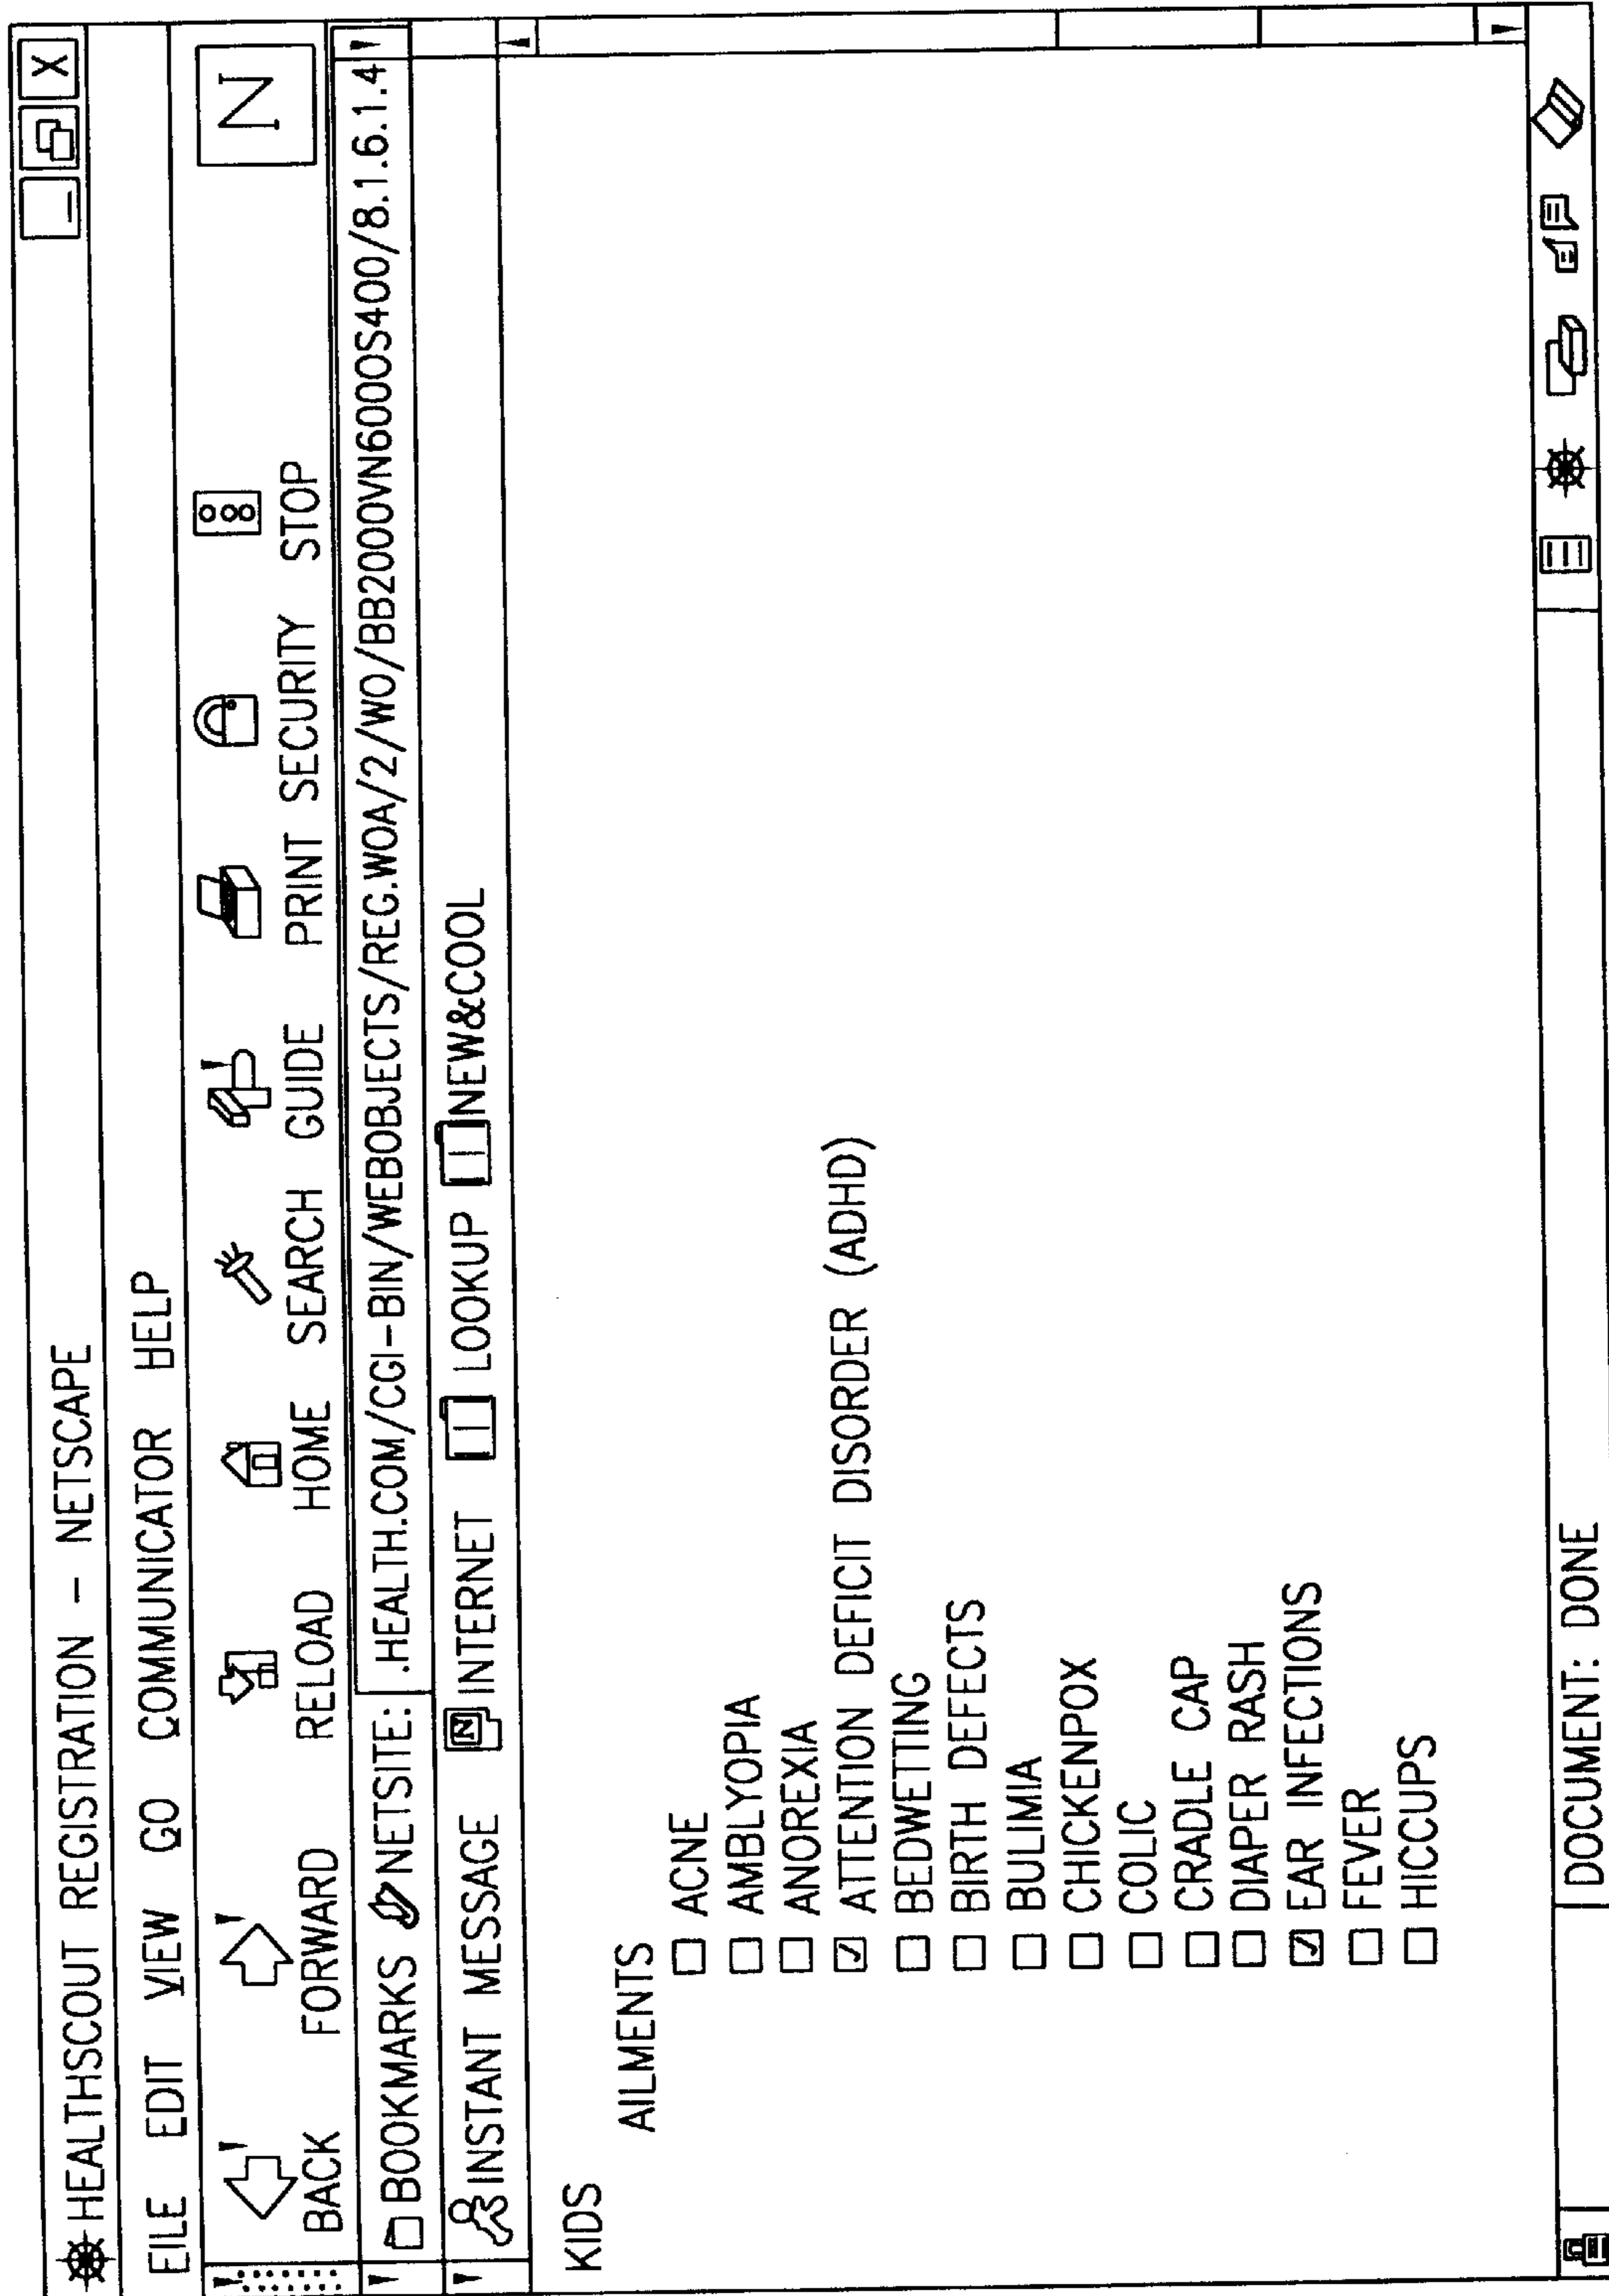 HEALTHSCOUT REGISTRATION - NETSCAPE
X
FILE EDIT VIEW GO COMMUNICATOR HELP
BACK FORWARD RELOAD HOME SEARCH GUIDE PRINT SECURITY STOP
N
BOOKMARKS NETSITE: .HEALTH.COM/CGI-BIN/WEBOBJECTS/REG.WOA/2/WO/BB2000VN6000S400/8.1.6.1.4
INSTANT MESSAGE N INTERNET LOOKUP NEW&COOL
KIDS
AILMENTS
ACNE
AMBLYOPIA
ANOREXIA
ATTENTION DEFICIT DISORDER (ADHD)
BEDWETTING
BIRTH DEFECTS
BULIMIA
CHICKENPOX
COLIC
CRADLE CAP
DIAPER RASH
EAR INFECTIONS
FEVER
HICCUPS
DOCUMENT: DONE